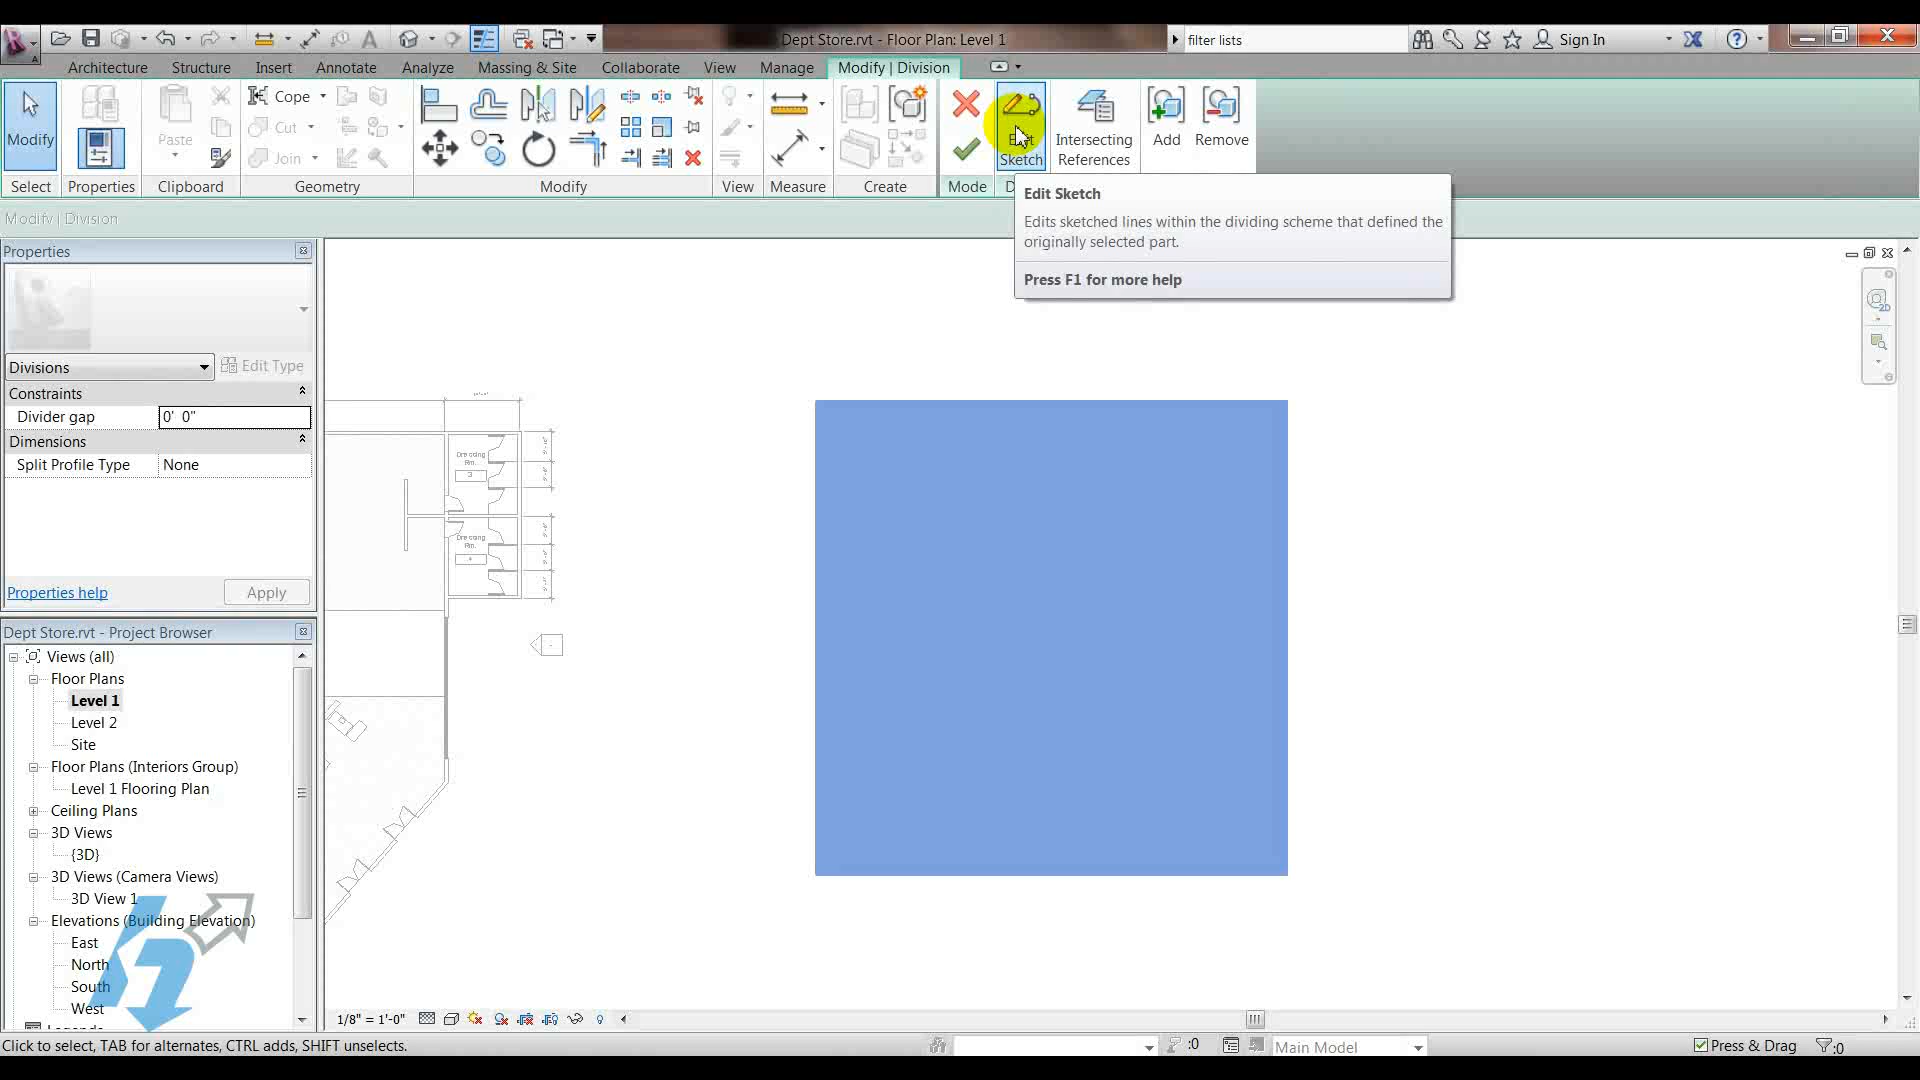 Dept Store.rvt - Floor Plan: Level 1
filter lists
Sign In
Architecture Structure Insert Annotate Analyze Massing & Site Collaborate View Manage Modify | Division
Modify
Paste
Cope
Cut
Join
Edit
Sketch
Intersecting
References
Add
Remove
Select Properties Clipboard Geometry Modify View Measure Create Mode
Modify | Division
Edit Sketch
Edits sketched lines within the dividing scheme that defined the
originally selected part.
Press F1 for more help
Properties
Divisions
Edit Type
Constraints
Divider gap 0' 0"
Dimensions
Split Profile Type None
Properties help
Apply
Dept Store.rvt - Project Browser
Views (all)
Floor Plans
Level 1
Level 2
Site
Floor Plans (Interiors Group)
Level 1 Flooring Plan
Ceiling Plans
3D Views
{3D}
3D Views (Camera Views)
3D View 1
Elevations (Building Elevation)
East
North
South
West
Dressing
Rm.
3
Dressing
Rm.
4
1/8" = 1'-0"
Click to select, TAB for alternates, CTRL adds, SHIFT unselects.
:0
Main Model
Press & Drag
:0